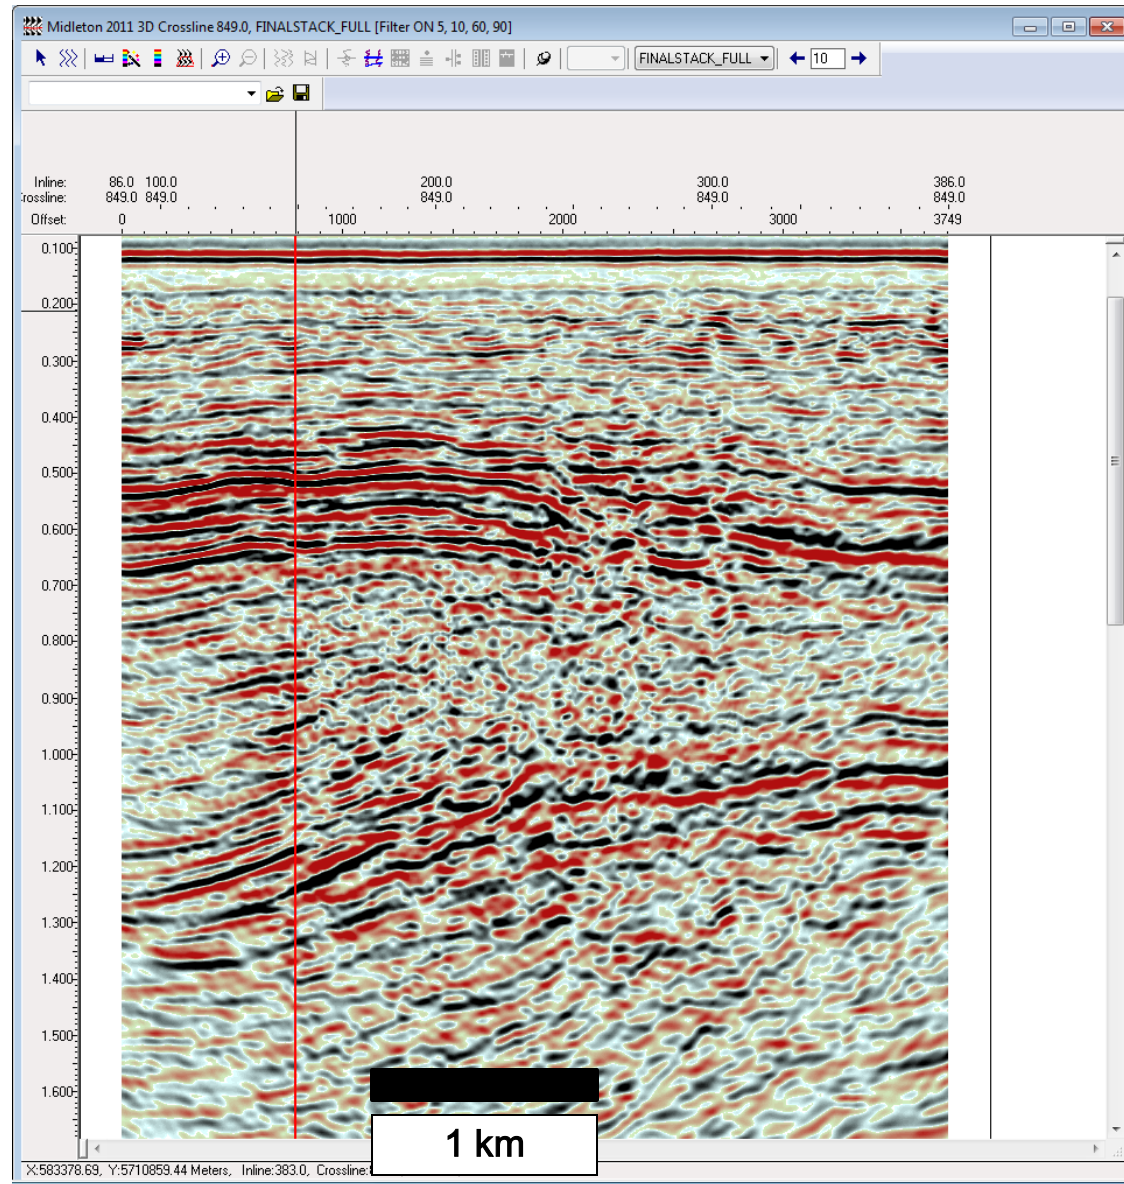 Midleton 2011 3D Crossline 849.0, FINALSTACK_FULL [Filter ON 5, 10, 60, 90]
FINALSTACK_FULL 10
Inline: 86.0 100.0 200.0 300.0 386.0
rossline: 849.0 849.0 849.0 849.0 849.0
Offset: 0 1000 2000 3000 3749
0.100
0.200
0.300
0.400
0.500
0.600
0.700
0.800
0.900
1.000
1.100
1.200
1.300
1.400
1.500
1.600
1 km
X:583378.69, Y:5710859.44 Meters, Inline:383.0, Crossline: